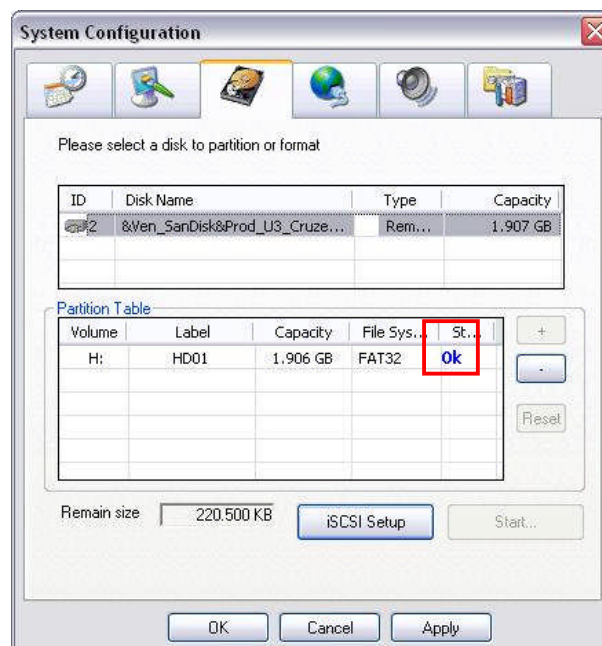 System Configuration
Please select a disk to partition or format
ID Disk Name Type Capacity
2 &Ven_SanDisk&Prod_U3_Cruze... Rem... 1.907 GB
Partition Table
Volume Label Capacity File Sys... St... +
H: HD01 1.906 GB FAT32 Ok -
Reset
Remain size 220.500 KB iSCSI Setup Start...
OK Cancel Apply